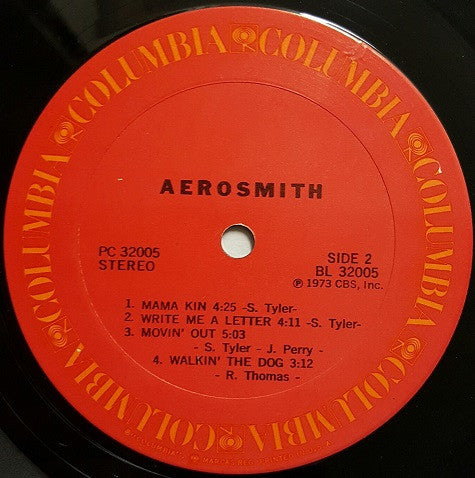 COLUMBIA COLUMBIA COLUMBIA COLUMBIA COLUMBIA COLUMBIA
AEROSMITH
PC 32005
STEREO
SIDE 2
BL 32005
℗ 1973 CBS, Inc.
1. MAMA KIN 4:25 -S. Tyler-
2. WRITE ME A LETTER 4:11 -S. Tyler-
3. MOVIN' OUT 5:03
- S. Tyler - J. Perry -
4. WALKIN' THE DOG 3:12
- R. Thomas -